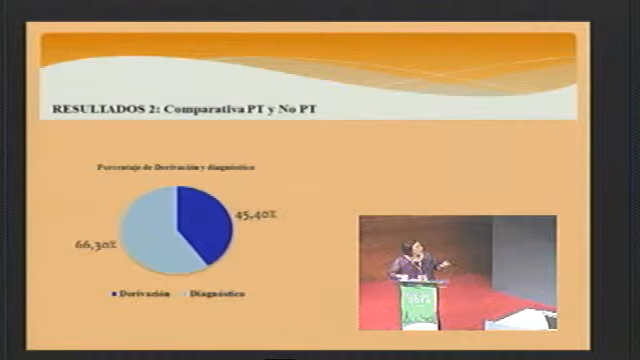 RESULTADOS 2: Comparativa PT y No PT
Porcentaje de Derivación y diagnóstico
45,40%
66,30%
Derivación
Diagnóstico